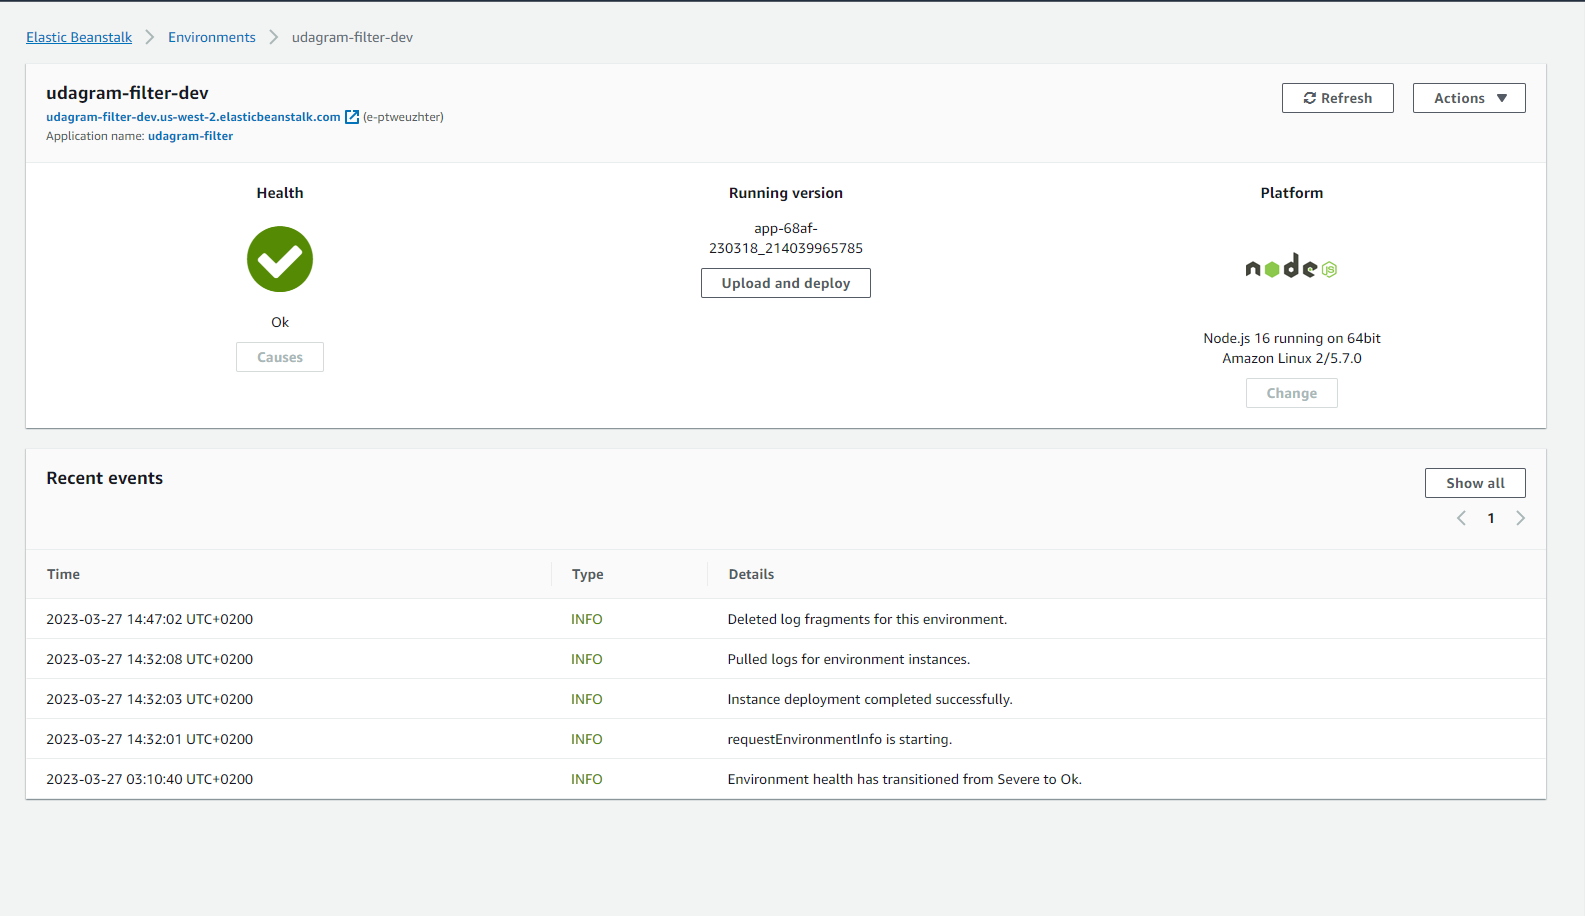 Elastic Beanstalk > Environments > udagram-filter-dev
udagram-filter-dev
Refresh
Actions
udagram-filter-dev.us-west-2.elasticbeanstalk.com (e-ptweuzhter)
Application name: udagram-filter
Health
Ok
Causes
Running version
app-68af-
230318_214039965785
Upload and deploy
Platform
node JS
Node.js 16 running on 64bit
Amazon Linux 2/5.7.0
Change
Recent events
Show all
1
Time Type Details
2023-03-27 14:47:02 UTC+0200 INFO Deleted log fragments for this environment.
2023-03-27 14:32:08 UTC+0200 INFO Pulled logs for environment instances.
2023-03-27 14:32:03 UTC+0200 INFO Instance deployment completed successfully.
2023-03-27 14:32:01 UTC+0200 INFO requestEnvironmentInfo is starting.
2023-03-27 03:10:40 UTC+0200 INFO Environment health has transitioned from Severe to Ok.